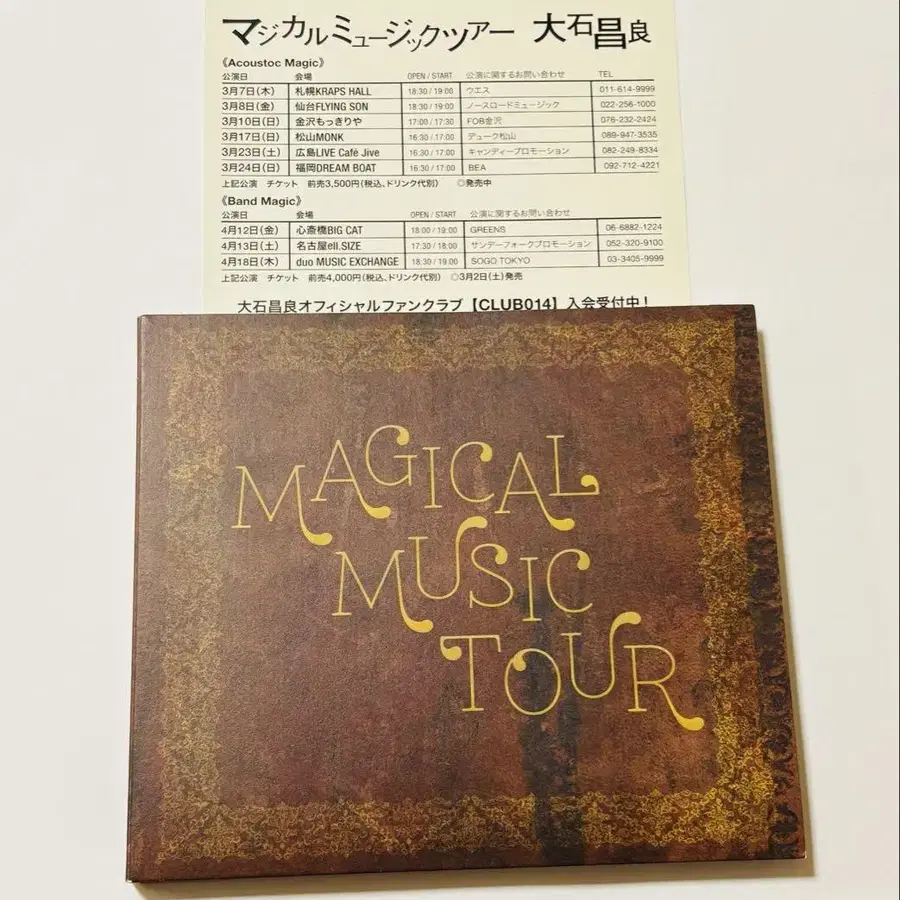 マジカルミュージックツアー 大石昌良
《Acoustoc Magic》
公演日 会場 OPEN / START 公演に関するお問い合わせ TEL
3月7日(木) 札幌KRAPS HALL 18:30 / 19:00 ウエス 011-614-9999
3月8日(金) 仙台FLYING SON 18:30 / 19:00 ノースロードミュージック 022-256-1000
3月10日(日) 金沢もっきりや 17:00 / 17:30 FOB金沢 076-232-2424
3月17日(日) 松山MONK 16:30 / 17:00 デューク松山 089-947-3535
3月23日(土) 広島LIVE Café Jive 16:30 / 17:00 キャンディープロモーション 082-249-8334
3月24日(日) 福岡DREAM BOAT 16:30 / 17:00 BEA 092-712-4221
上記公演 チケット 前売3,500円(税込、ドリンク代別) ◎発売中
《Band Magic》
公演日 会場 OPEN / START 公演に関するお問い合わせ
4月12日(金) 心斎橋BIG CAT 18:00 / 19:00 GREENS 06-6882-1224
4月13日(土) 名古屋ell.SIZE 17:30 / 18:00 サンデーフォークプロモーション 052-320-9100
4月18日(木) duo MUSIC EXCHANGE 18:30 / 19:00 SOGO TOKYO 03-3405-9999
上記公演 チケット 前売4,000円(税込、ドリンク代別) ◎3月2日(土)発売
大石昌良オフィシャルファンクラブ【CLUB014】入会受付中!
MAGICAL
MUSIC
TOUR